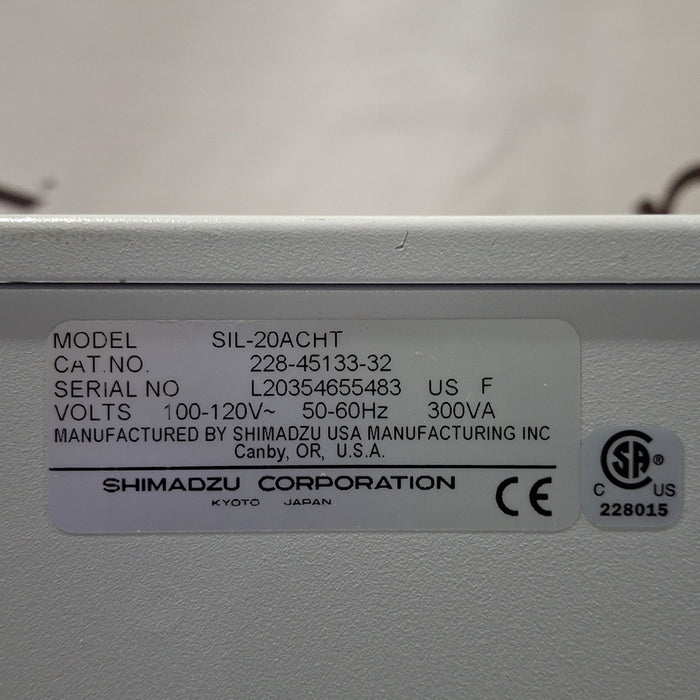 MODEL SIL-20ACHT
CAT.NO. 228-45133-32
SERIAL NO L20354655483 US F
VOLTS 100-120V~ 50-60Hz 300VA
MANUFACTURED BY SHIMADZU USA MANUFACTURING INC
Canby, OR, U.S.A.
SHIMADZU CORPORATION
KYOTO JAPAN
CE
SA ®
C US
228015